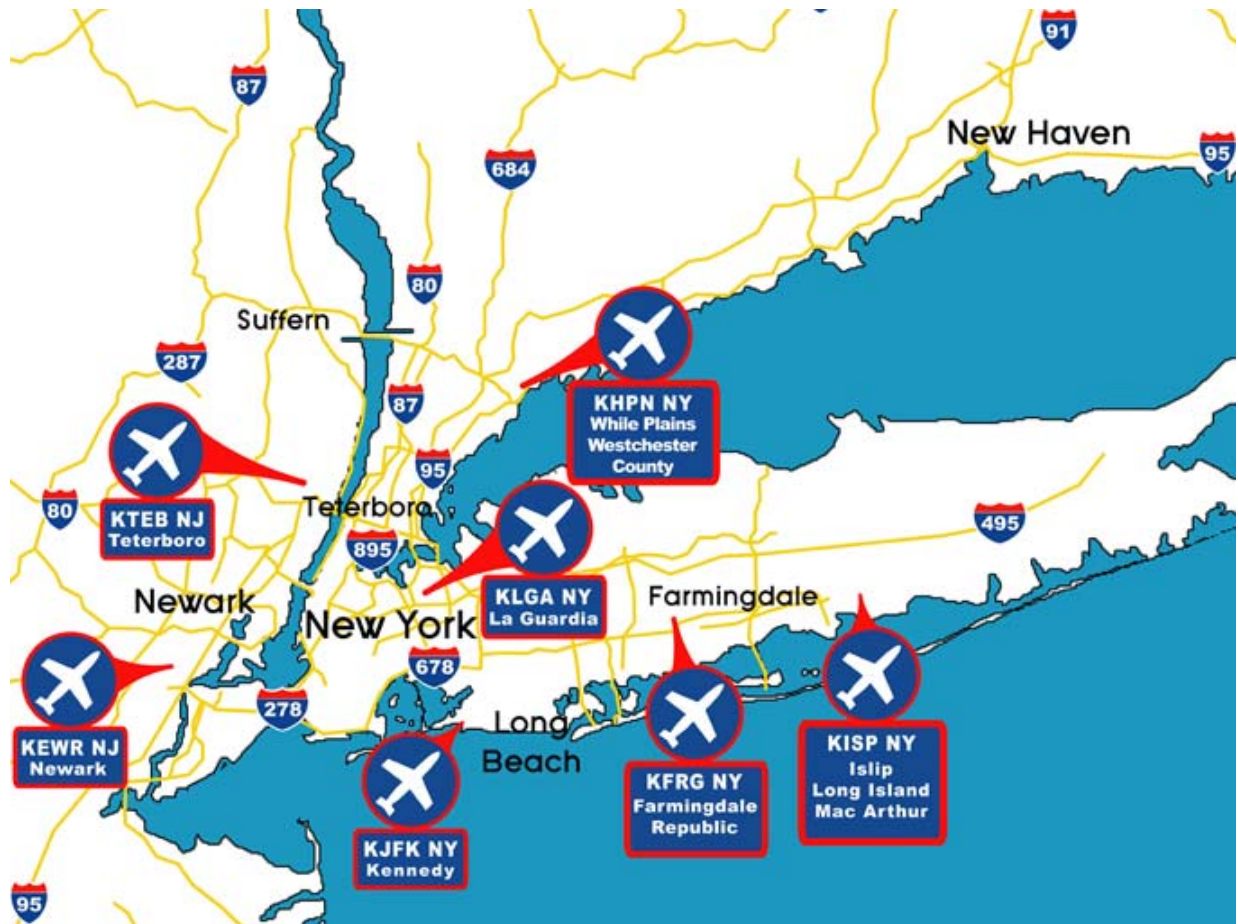 91
87
New Haven
95
684
80
Suffern
287
87
KHPN NY
While Plains
Westchester
County
95
80
KTEB NJ
Teterboro
Teterboro
895
495
KLGA NY
La Guardia
Newark
New York
Farmingdale
678
278
KEWR NJ
Newark
Long
Beach
KJFK NY
Kennedy
KFRG NY
Farmingdale
Republic
KISP NY
Islip
Long Island
Mac Arthur
95